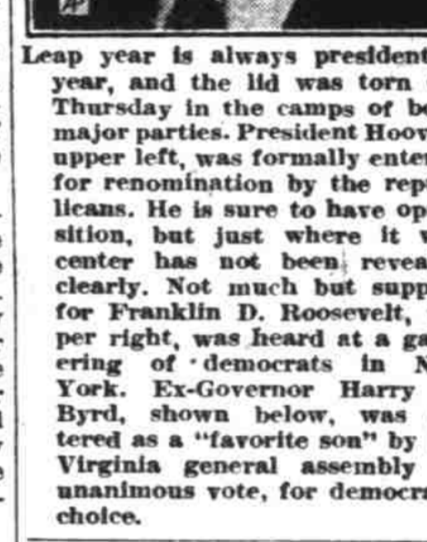 AP
Leap year is always president
year, and the lid was torn
Thursday in the camps of b
major parties. President Hoov
upper left, was formally enter
for renomination by the rep
licans. He is sure to have op
sition, but just where it w
center has not been revea
clearly. Not much but supp
for Franklin D. Roosevelt,
per right, was heard at a ga
ering of democrats in N
York. Ex-Governor Harry
Byrd, shown below, was
tered as a "favorite son" by
Virginia general assembly
unanimous vote, for democra
choice.